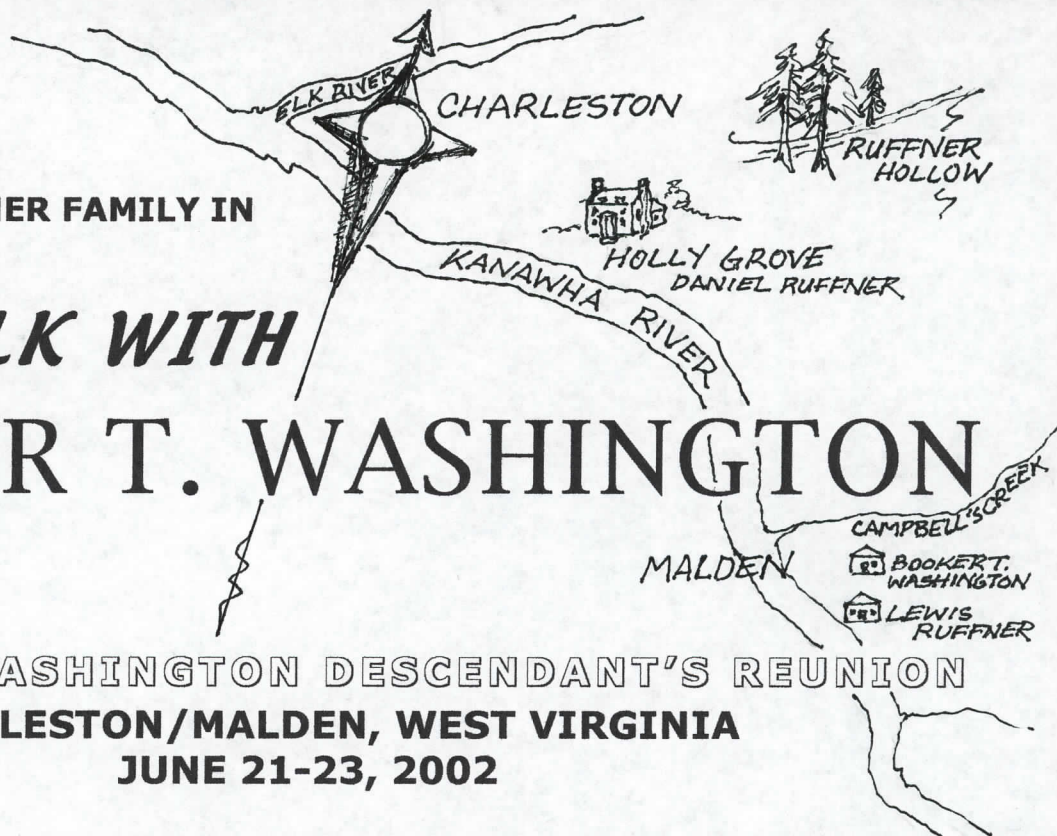 ELK RIVER
CHARLESTON
RUFFNER
HOLLOW
ER FAMILY IN
HOLLY GROVE
DANIEL RUFFNER
KANAWHA RIVER
LK WITH
R T. WASHINGTON
CAMPBELL'S CREEK
MALDEN
BOOKER T.
WASHINGTON
LEWIS
RUFFNER
ASHINGTON DESCENDANT'S REUNION
LESTON/MALDEN, WEST VIRGINIA
JUNE 21-23, 2002